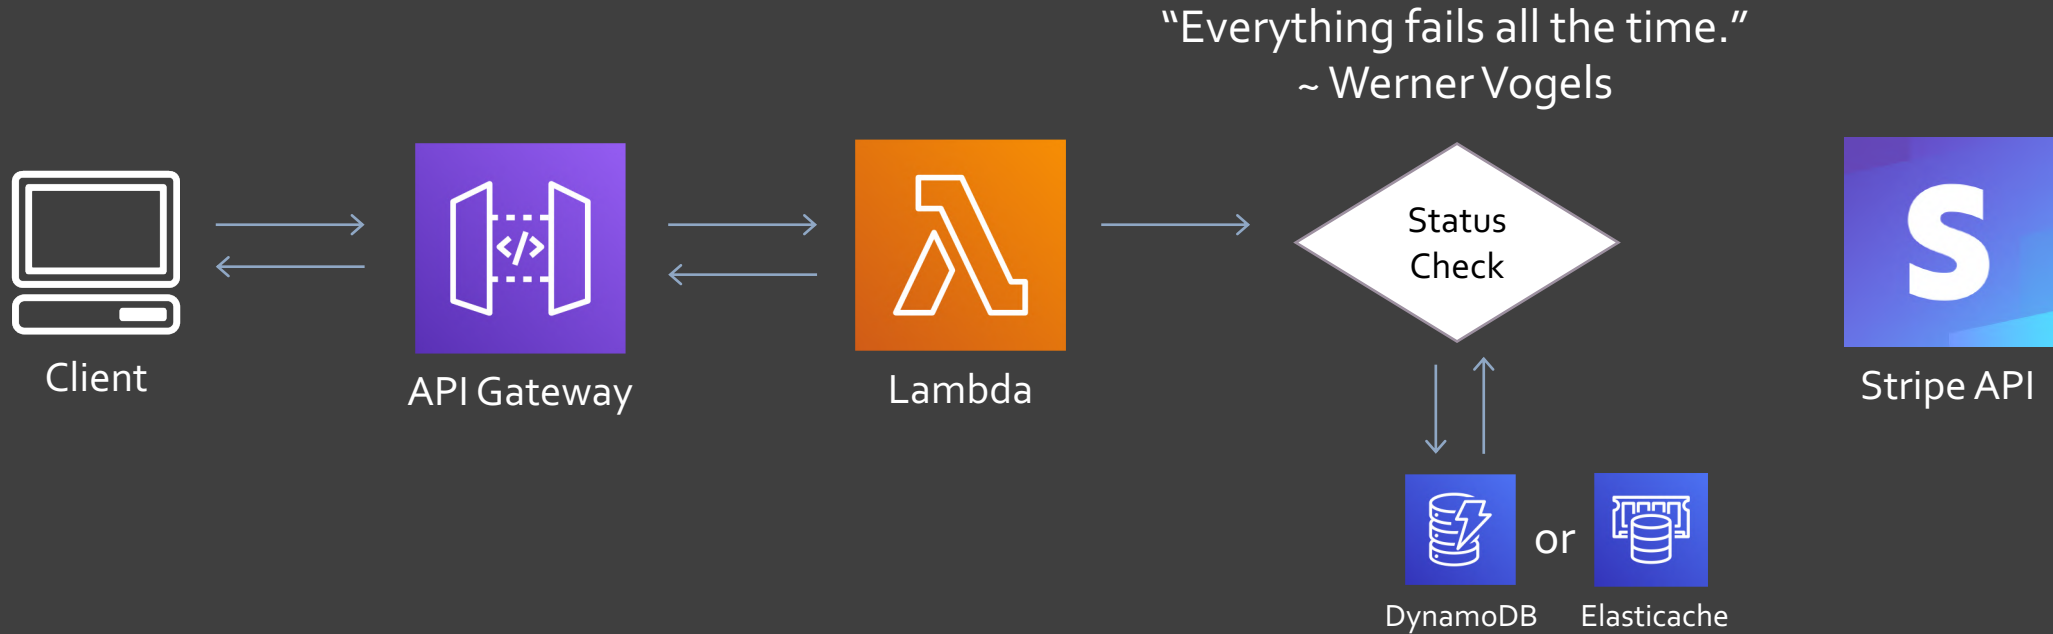 “Everything fails all the time.”
~ Werner Vogels
</>
S
Status
Check
Client
API Gateway
Lambda
Stripe API
or
DynamoDB
Elasticache